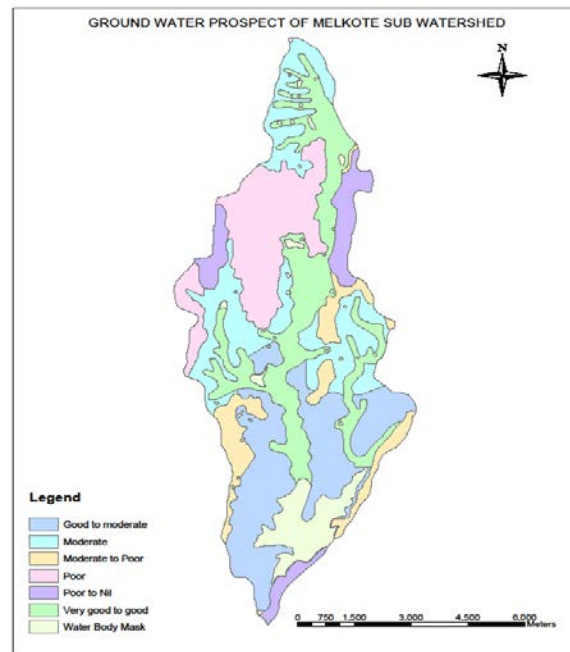 GROUND WATER PROSPECT OF MELKOTE SUB WATERSHED
N
Legend
Good to moderate
Moderate
Moderate to Poor
Poor
Poor to Nil
Very good to good
Water Body Mask
0 750 1,500 3,000 4,500 6,000
Meters